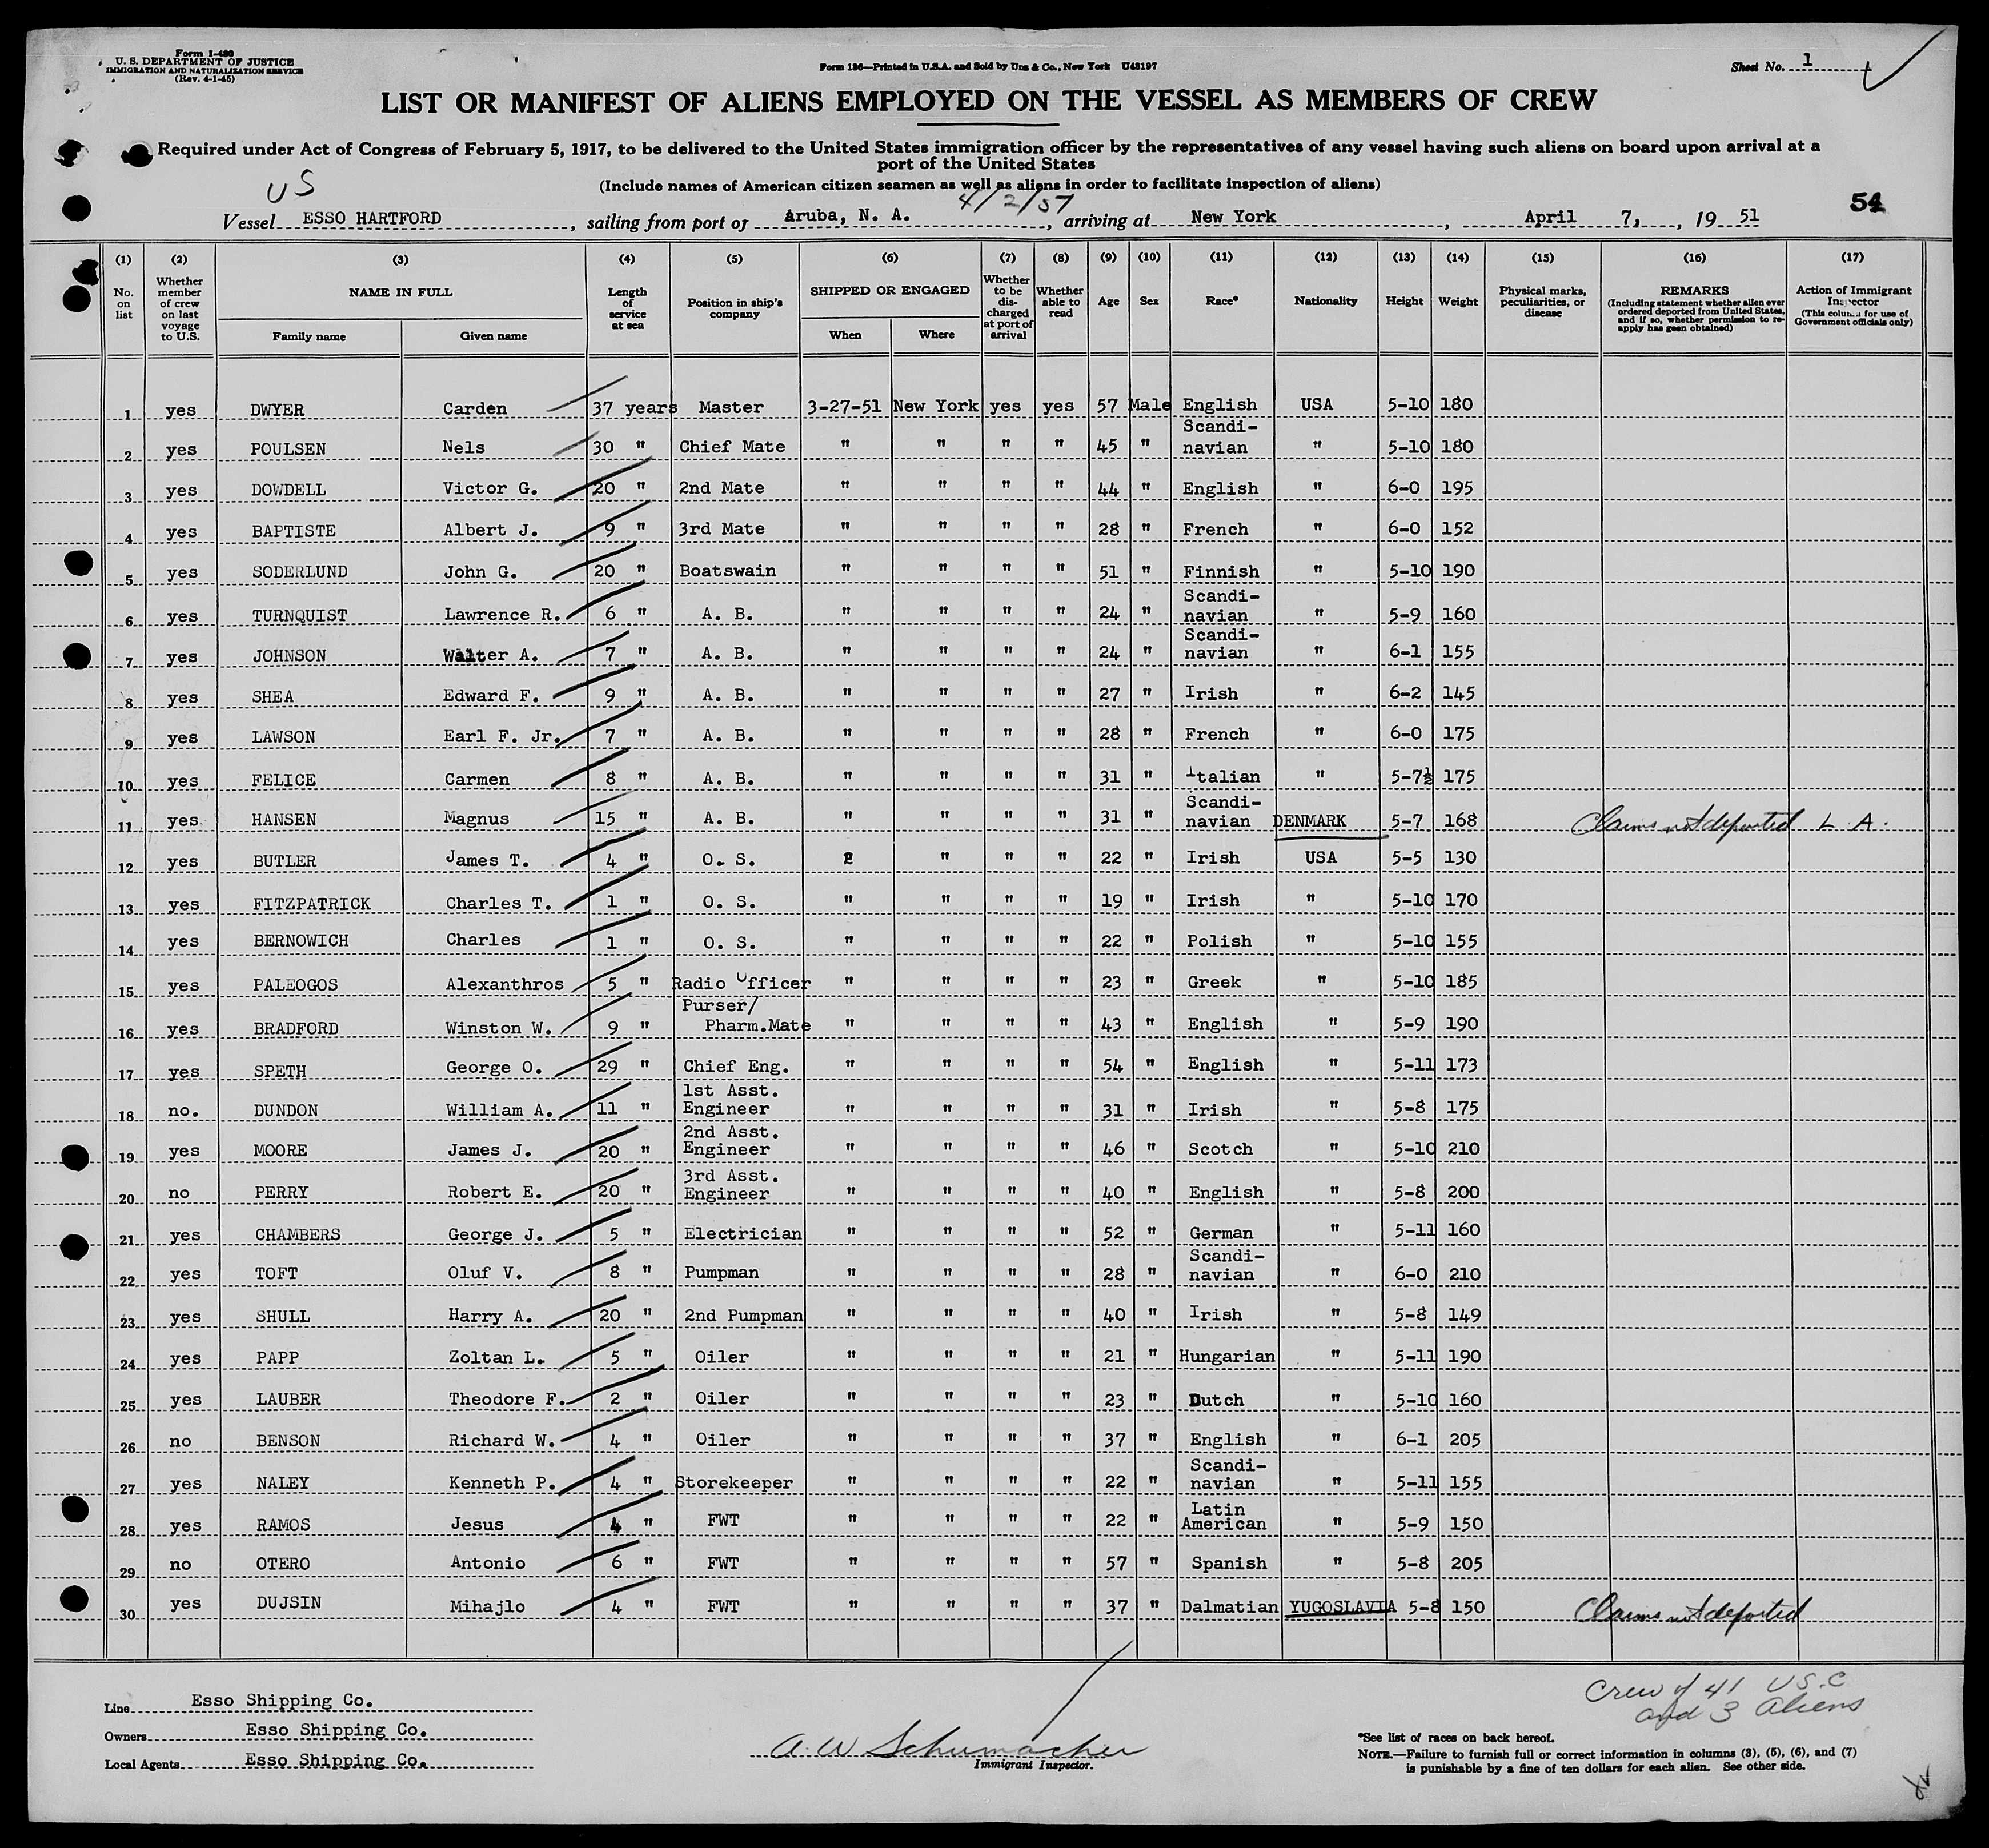 Form I-480
U. S. DEPARTMENT OF JUSTICE
IMMIGRATION AND NATURALIZATION SERVICE
(Rev. 4-1-45)
Form 136—Printed in U.S.A. and Sold by Unz & Co., New York U43197
Sheet No. 1
LIST OR MANIFEST OF ALIENS EMPLOYED ON THE VESSEL AS MEMBERS OF CREW
Required under Act of Congress of February 5, 1917, to be delivered to the United States immigration officer by the representatives of any vessel having such aliens on board upon arrival at a
port of the United States
(Include names of American citizen seamen as well as aliens in order to facilitate inspection of aliens)
US
4/2/51
54
Vessel ESSO HARTFORD, sailing from port of Aruba, N. A., arriving at New York, April 7, 19 51
(1) (2) (3) (4) (5) (6) (7) (8) (9) (10) (11) (12) (13) (14) (15) (16) (17)
No. on list
Whether member of crew on last voyage to U.S.
NAME IN FULL
Family name
Given name
Length of service at sea
Position in ship's company
SHIPPED OR ENGAGED
When
Where
Whether to be discharged at port of arrival
Whether able to read
Age
Sex
Race*
Nationality
Height
Weight
Physical marks, peculiarities, or disease
REMARKS
(Including statement whether alien ever ordered deported from United States, and if so, whether permission to re-apply has geen obtained)
Action of Immigrant Inspector
(This column for use of Government officials only)
1 yes DWYER Carden 37 years Master 3-27-51 New York yes yes 57 Male English USA 5-10 180
2 yes POULSEN Nels 30 " Chief Mate " " " " 45 " Scandi-navian " 5-10 180
3 yes DOWDELL Victor G. 20 " 2nd Mate " " " " 44 " English " 6-0 195
4 yes BAPTISTE Albert J. 9 " 3rd Mate " " " " 28 " French " 6-0 152
5 yes SODERLUND John G. 20 " Boatswain " " " " 51 " Finnish " 5-10 190
6 yes TURNQUIST Lawrence R. 6 " A. B. " " " " 24 " Scandi-navian " 5-9 160
7 yes JOHNSON Walter A. 7 " A. B. " " " " 24 " Scandi-navian " 6-1 155
8 yes SHEA Edward F. 9 " A. B. " " " " 27 " Irish " 6-2 145
9 yes LAWSON Earl F. Jr. 7 " A. B. " " " " 28 " French " 6-0 175
10 yes FELICE Carmen 8 " A. B. " " " " 31 " Italian " 5-7½ 175
11 yes HANSEN Magnus 15 " A. B. " " " " 31 " Scandi-navian DENMARK 5-7 168 Claims not deported L. A.
12 yes BUTLER James T. 4 " O. S. " " " 22 " Irish USA 5-5 130
13 yes FITZPATRICK Charles T. 1 " O. S. " " " " 19 " Irish " 5-10 170
14 yes BERNOWICH Charles 1 " O. S. " " " " 22 " Polish " 5-10 155
15 yes PALEOGOS Alexanthros 5 " Radio Officer " " " " 23 " Greek " 5-10 185
16 yes BRADFORD Winston W. 9 " Purser/ Pharm.Mate " " " " 43 " English " 5-9 190
17 yes SPETH George O. 29 " Chief Eng. " " " " 54 " English " 5-11 173
18 no. DUNDON William A. 11 " 1st Asst. Engineer " " " " 31 " Irish " 5-8 175
19 yes MOORE James J. 20 " 2nd Asst. Engineer " " " " 46 " Scotch " 5-10 210
20 no PERRY Robert E. 20 " 3rd Asst. Engineer " " " " 40 " English " 5-8 200
21 yes CHAMBERS George J. 5 " Electrician " " " " 52 " German " 5-11 160
22 yes TOFT Oluf V. 8 " Pumpman " " " " 28 " Scandi-navian " 6-0 210
23 yes SHULL Harry A. 20 " 2nd Pumpman " " " " 40 " Irish " 5-8 149
24 yes PAPP Zoltan L. 5 " Oiler " " " " 21 " Hungarian " 5-11 190
25 yes LAUBER Theodore F. 2 " Oiler " " " " 23 " Dutch " 5-10 160
26 no BENSON Richard W. 4 " Oiler " " " " 37 " English " 6-1 205
27 yes NALEY Kenneth P. 4 " Storekeeper " " " " 22 " Scandi-navian " 5-11 155
28 yes RAMOS Jesus 4 " FWT " " " " 22 " Latin American " 5-9 150
29 no OTERO Antonio 6 " FWT " " " " 57 " Spanish " 5-8 205
30 yes DUJSIN Mihajlo 4 " FWT " " " " 37 " Dalmatian YUGOSLAVIA 5-8 150 Claims not deported
Crew of 41 US.C
and 3 aliens
Line Esso Shipping Co.
Owners Esso Shipping Co.
Local Agents Esso Shipping Co.
A. W Schumacher
Immigrant Inspector.
*See list of races on back hereof.
NOTE.—Failure to furnish full or correct information in columns (3), (5), (6), and (7)
is punishable by a fine of ten dollars for each alien. See other side.